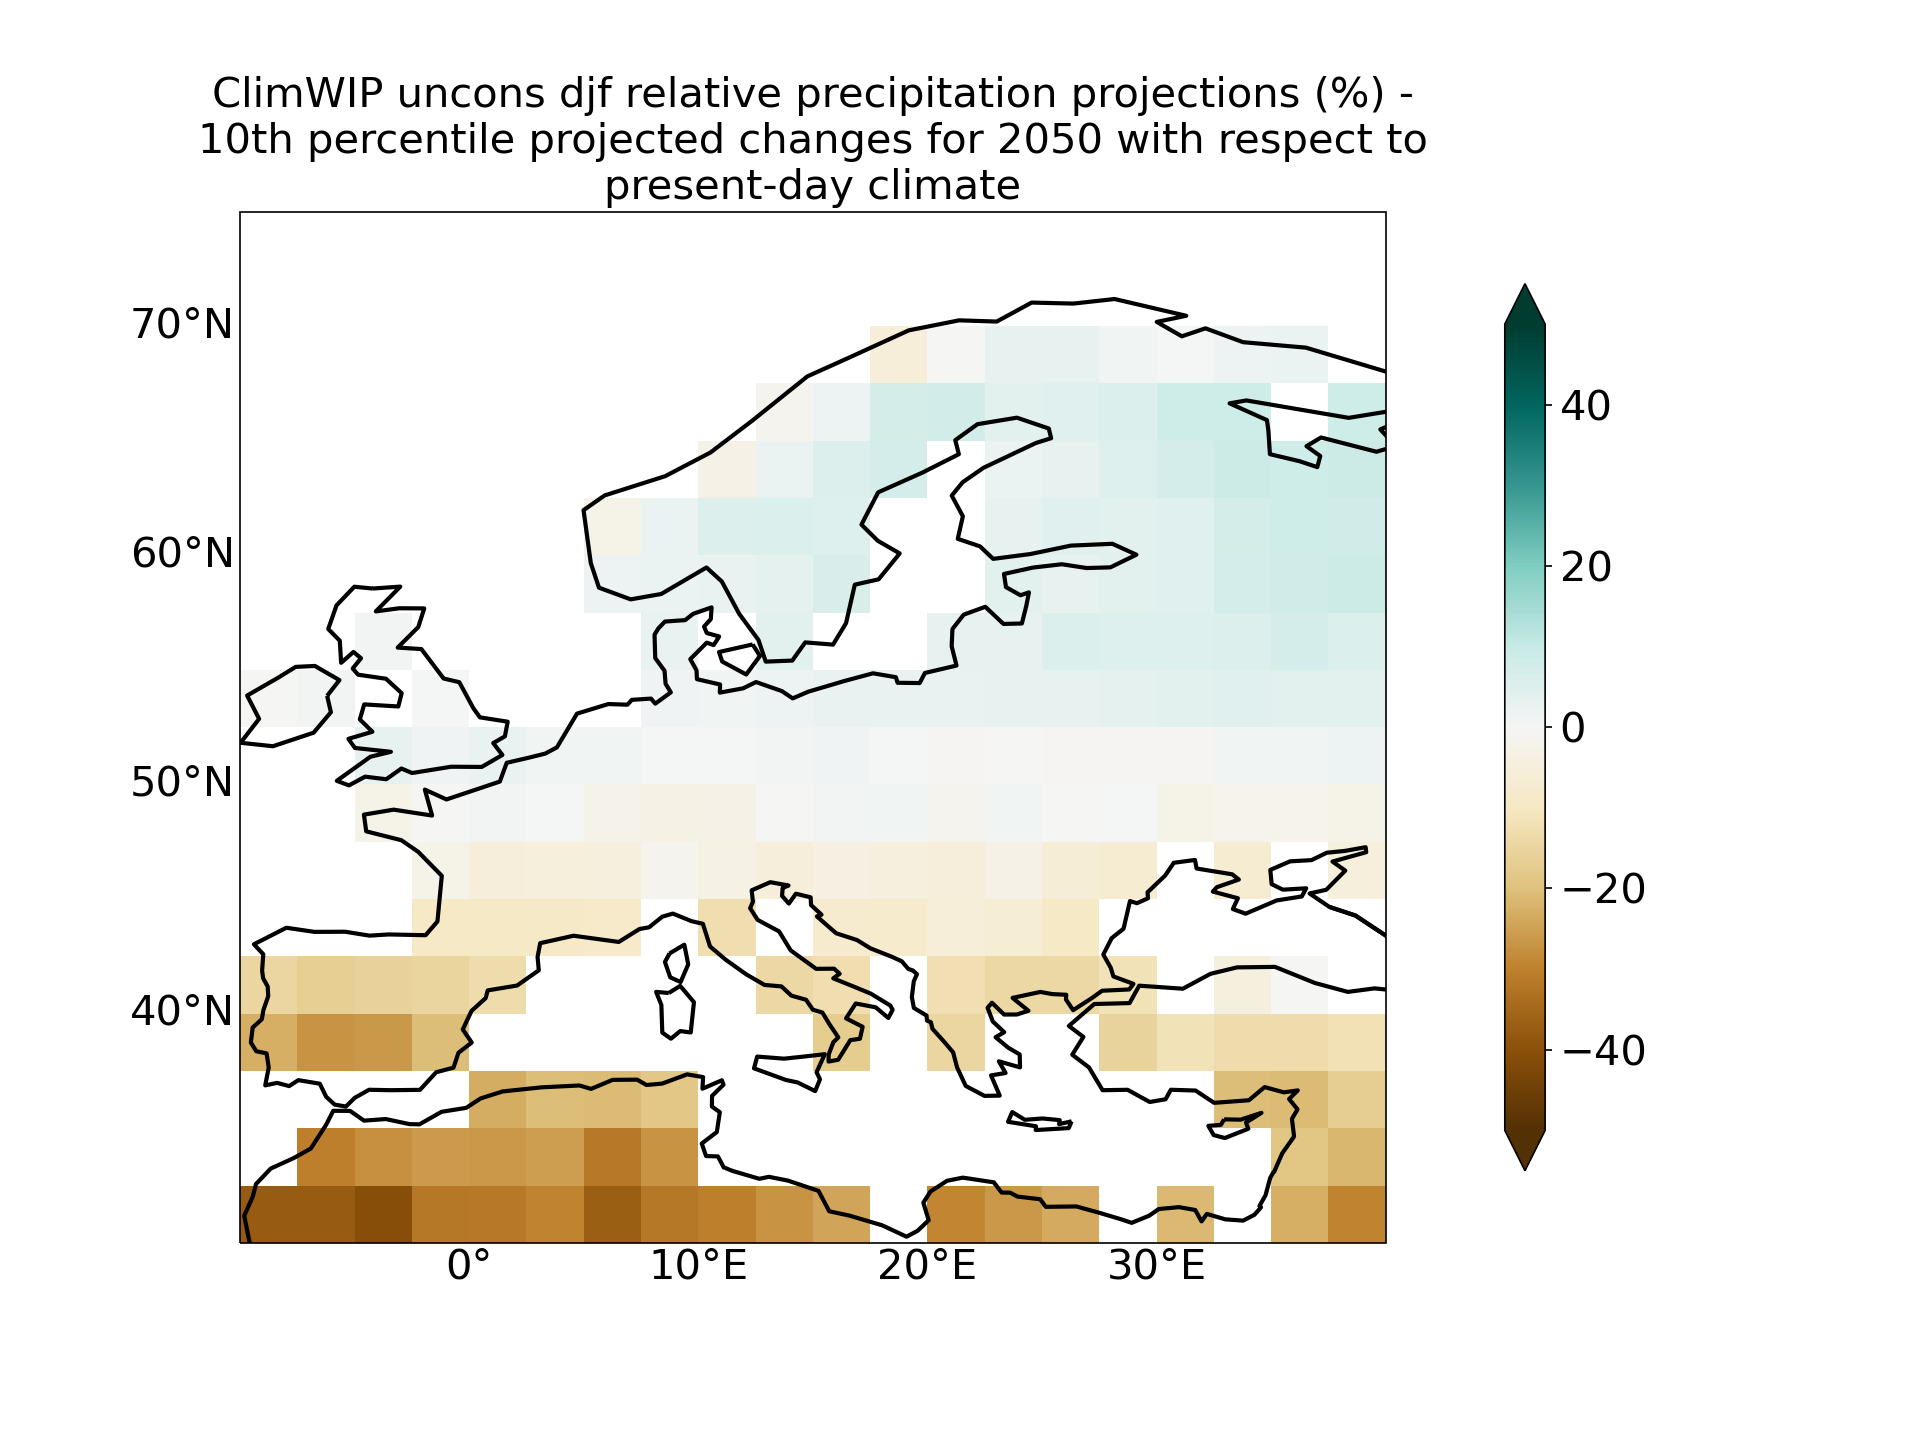 ClimWIP uncons djf relative precipitation projections (%) -
10th percentile projected changes for 2050 with respect to
present-day climate
70°N
60°N
50°N
40°N
0°
10°E
20°E
30°E
40
20
0
−20
−40